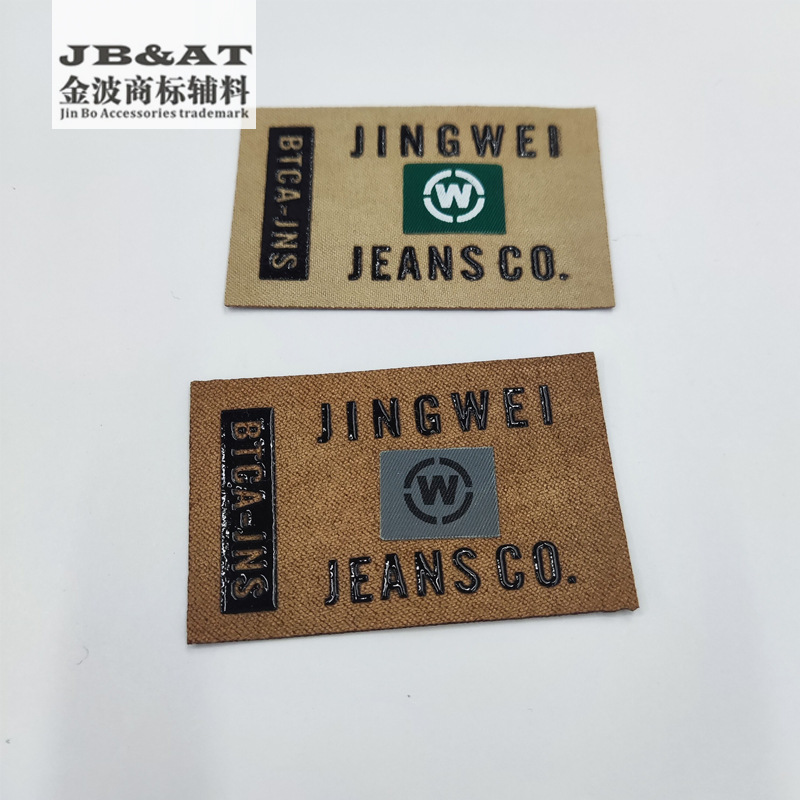 JB&AT
金波商标辅料
Jin Bo Accessories trademark
BTCA-JNS
JINGWEI
W
JEANS CO.
BTCA-JNS
JINGWEI
W
JEANS CO.